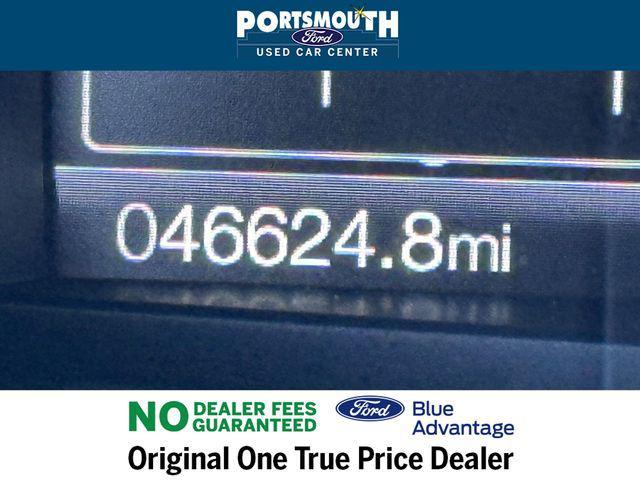 PORTSMOUTH
Ford
USED CAR CENTER
046624.8mi
NO DEALER FEES
GUARANTEED
Ford Blue
Advantage
Original One True Price Dealer